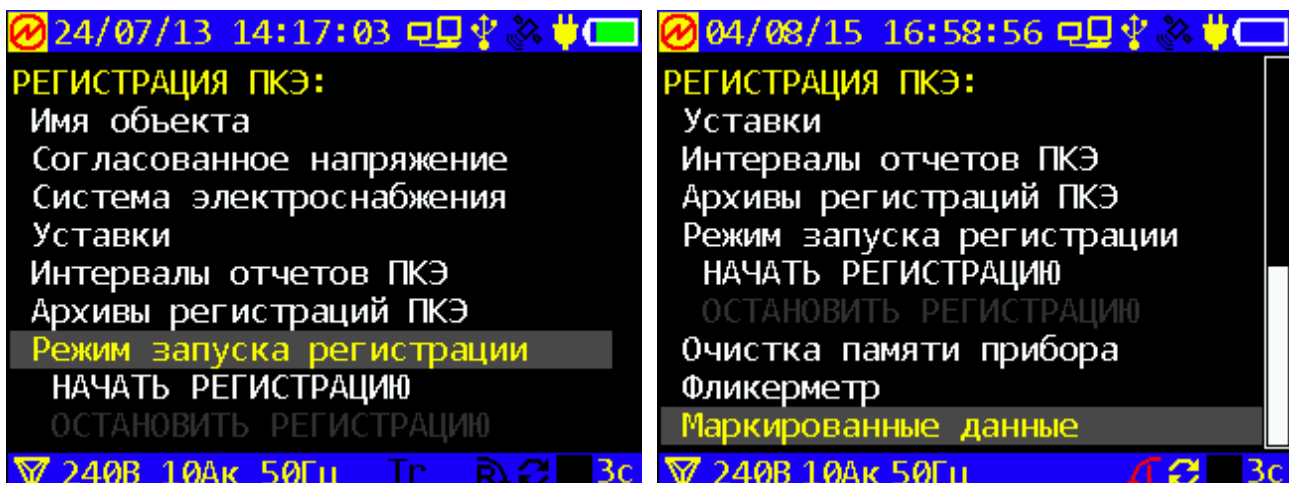 24/07/13 14:17:03
РЕГИСТРАЦИЯ ПКЭ:
Имя объекта
Согласованное напряжение
Система электроснабжения
Уставки
Интервалы отчетов ПКЭ
Архивы регистраций ПКЭ
Режим запуска регистрации
НАЧАТЬ РЕГИСТРАЦИЮ
ОСТАНОВИТЬ РЕГИСТРАЦИЮ
240В 10Ак 50Гц Tr R 3с
04/08/15 16:58:56
РЕГИСТРАЦИЯ ПКЭ:
Уставки
Интервалы отчетов ПКЭ
Архивы регистраций ПКЭ
Режим запуска регистрации
НАЧАТЬ РЕГИСТРАЦИЮ
ОСТАНОВИТЬ РЕГИСТРАЦИЮ
Очистка памяти прибора
Фликерметр
Маркированные данные
240В 10Ак 50Гц 3с